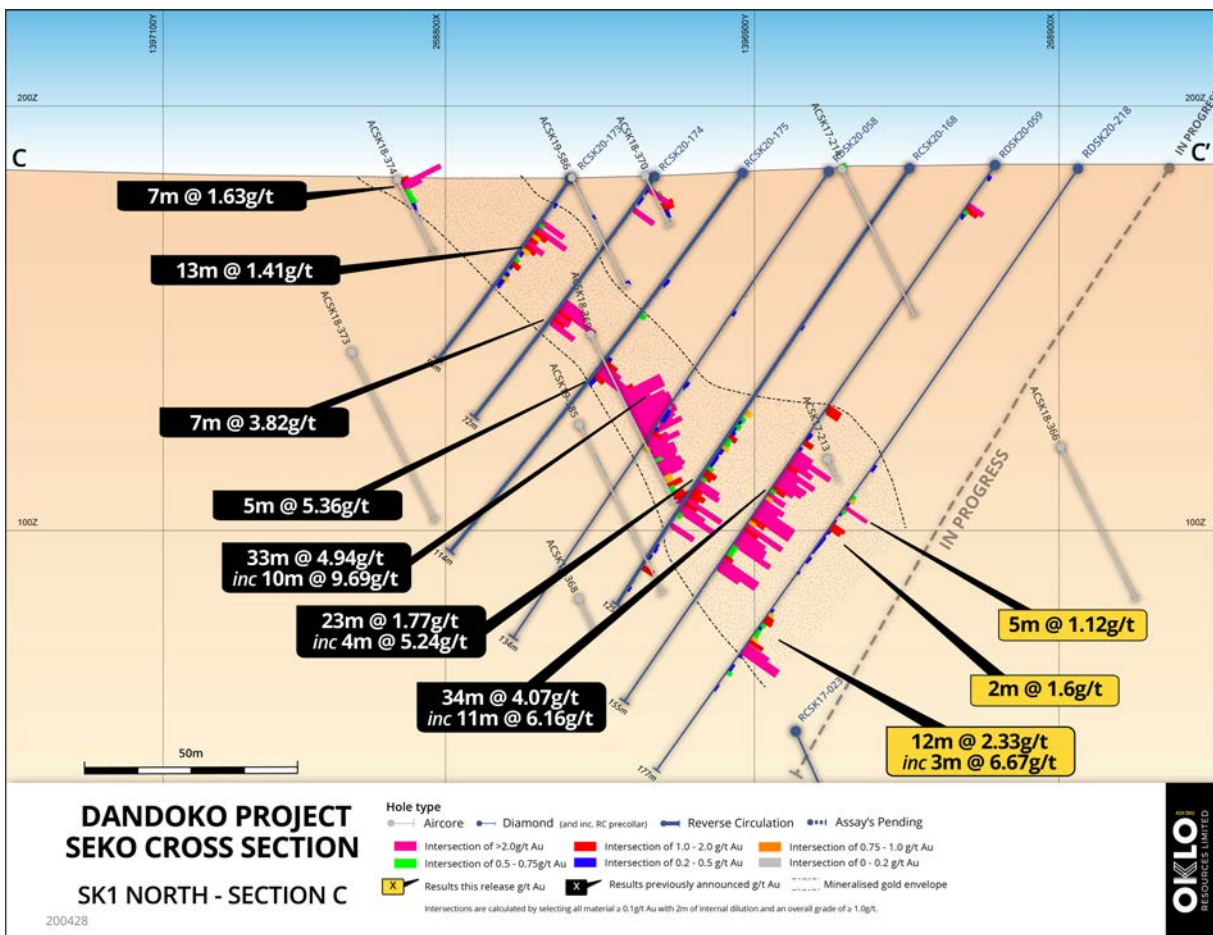 1397100Y
268800X
1396900Y
268900X
200Z
200Z
C
C'
ACSK18-374
ACSK19-586
RCSK20-173
ACSK18-370
RCSK20-174
RCSK20-175
RDSK20-058
ACSK17-214
RCSK20-168
RDSK20-059
RDSK20-218
IN PROGRESS
7m @ 1.63g/t
13m @ 1.41g/t
ACSK18-373
ACSK18-369
7m @ 3.82g/t
72m
ACSK19-585
ACSK17-213
ACSK18-366
5m @ 5.36g/t
IN PROGRESS
100Z
100Z
33m @ 4.94g/t
inc 10m @ 9.69g/t
114m
23m @ 1.77g/t
inc 4m @ 5.24g/t
134m
5m @ 1.12g/t
2m @ 1.6g/t
34m @ 4.07g/t
inc 11m @ 6.16g/t
155m
RCSK17-023
12m @ 2.33g/t
inc 3m @ 6.67g/t
177m
50m
DANDOKO PROJECT
SEKO CROSS SECTION
SK1 NORTH - SECTION C
200428
Hole type
Aircore
Diamond (and inc. RC precollar)
Reverse Circulation
Assay's Pending
Intersection of >2.0g/t Au
Intersection of 1.0 - 2.0 g/t Au
Intersection of 0.75 - 1.0 g/t Au
Intersection of 0.5 - 0.75g/t Au
Intersection of 0.2 - 0.5 g/t Au
Intersection of 0 - 0.2 g/t Au
X Results this release g/t Au
X Results previously announced g/t Au
Mineralised gold envelope
Intersections are calculated by selecting all material ≥ 0.1g/t Au with 2m of internal dilution and an overall grade of ≥ 1.0g/t.
OKLO
RESOURCES LIMITED